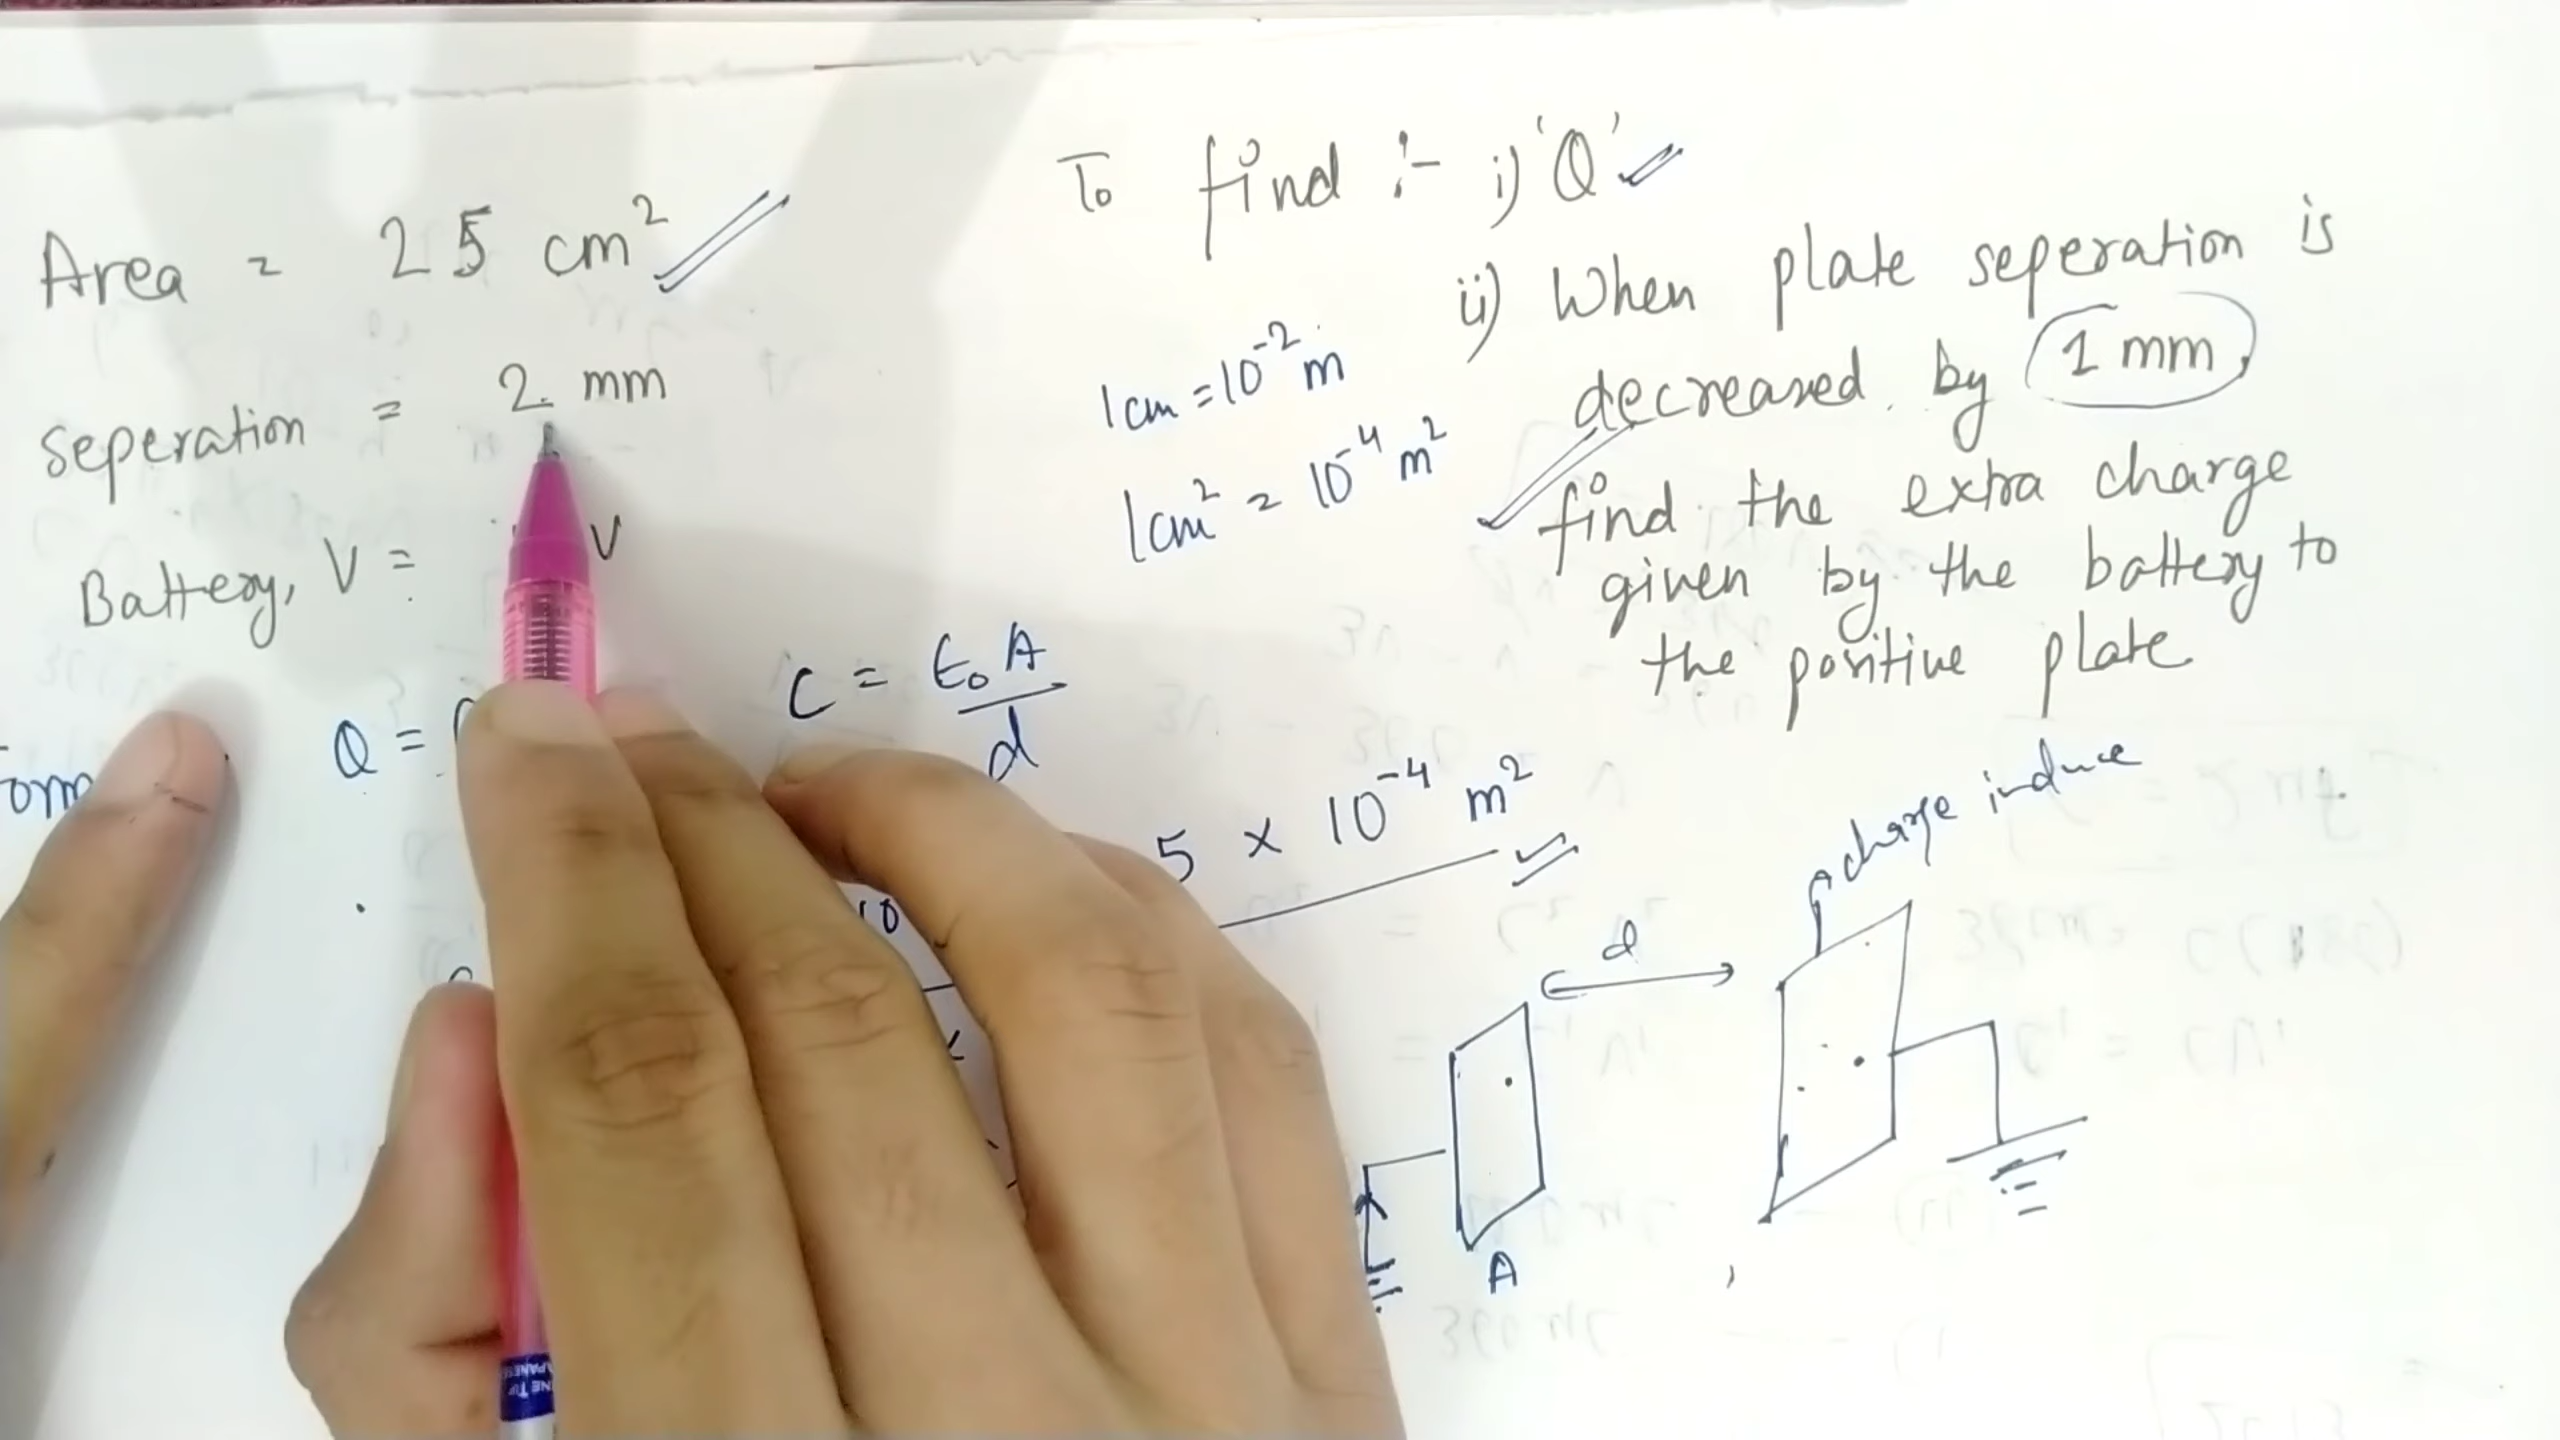 Area = 25 cm²
seperation = 2 mm
Battery, V = V
To find :- i) 'Q'
ii) When plate seperation is
decreased by 1 mm
find the extra charge
given by the battery to
the positive plate
1cm = 10⁻² m
1cm² = 10⁻⁴ m²
Q =
C = ε₀ A / d
5 × 10⁻⁴ m²
10
charge induce
d
A